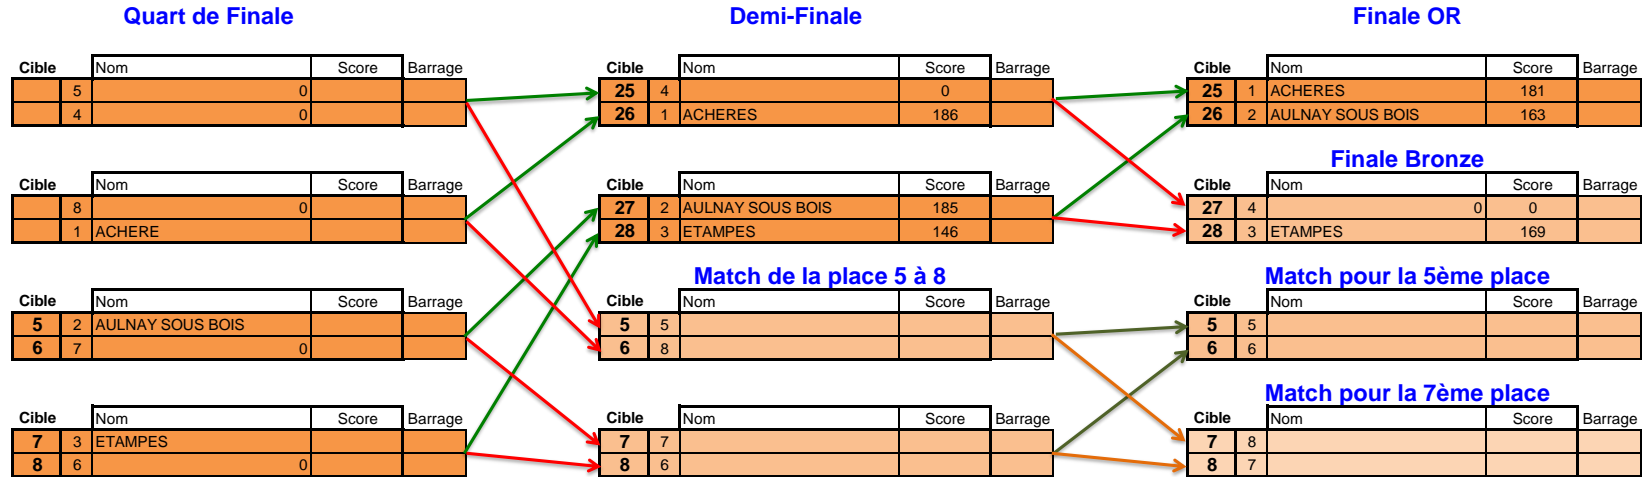 Quart de Finale Demi-Finale Finale OR
Cible Nom Score Barrage Cible Nom Score Barrage Cible Nom Score Barrage
5 0 25 4 0 25 1 ACHERES 181
4 0 26 1 ACHERES 186 26 2 AULNAY SOUS BOIS 163
Finale Bronze
Cible Nom Score Barrage Cible Nom Score Barrage Cible Nom Score Barrage
8 0 27 2 AULNAY SOUS BOIS 185 27 4 0 0
1 ACHERE 28 3 ETAMPES 146 28 3 ETAMPES 169
Match de la place 5 à 8 Match pour la 5ème place
Cible Nom Score Barrage Cible Nom Score Barrage Cible Nom Score Barrage
5 2 AULNAY SOUS BOIS 5 5 5 5
6 7 0 6 8 6 6
Match pour la 7ème place
Cible Nom Score Barrage Cible Nom Score Barrage Cible Nom Score Barrage
7 3 ETAMPES 7 7 7 8
8 6 0 8 6 8 7